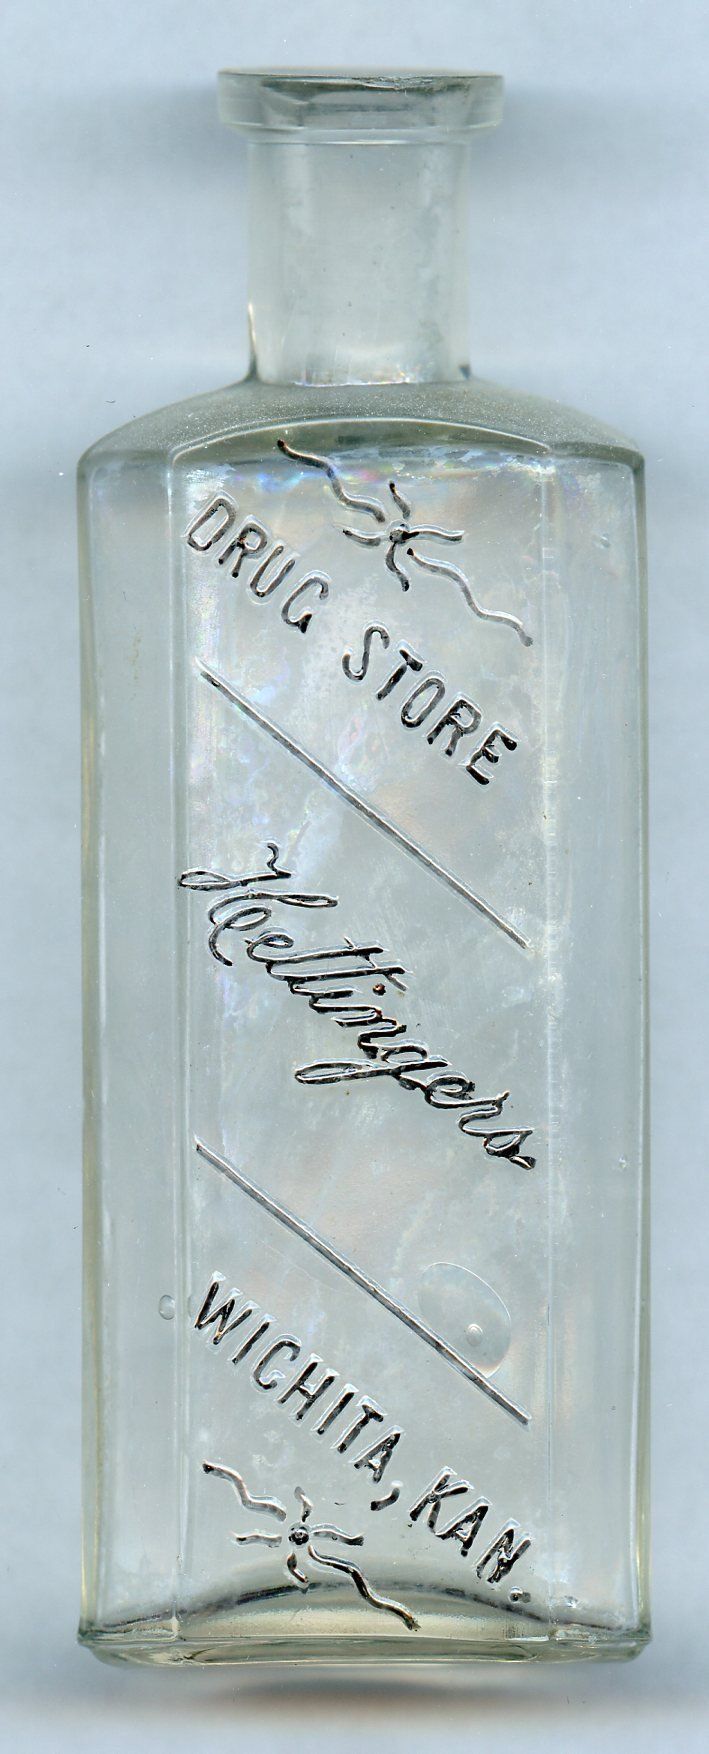 DRUG STORE
Hettingers
WICHITA, KAN.